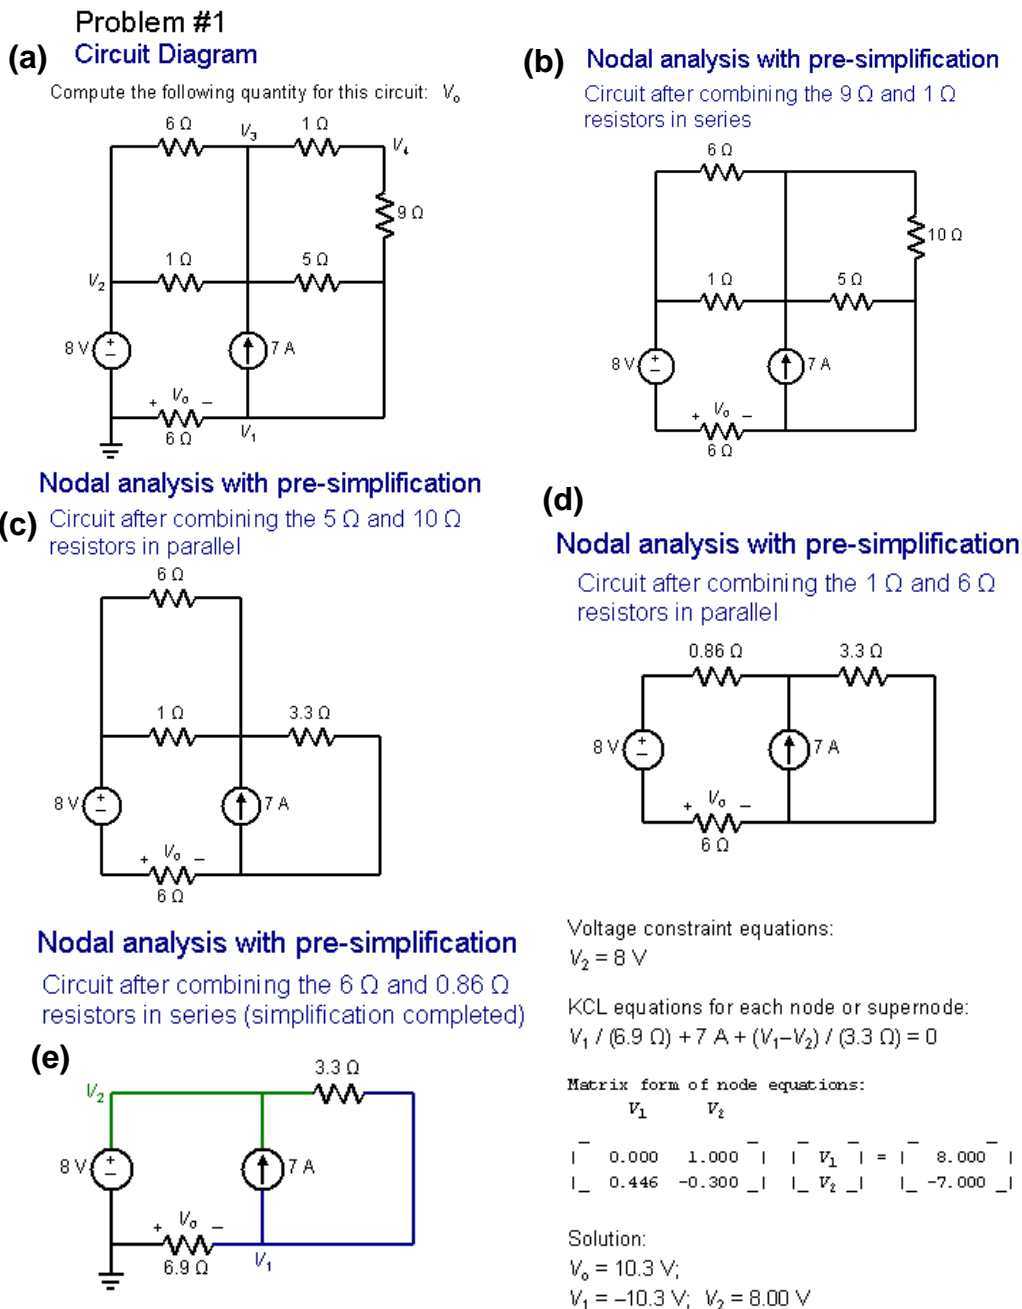 Problem #1
(a) Circuit Diagram
Compute the following quantity for this circuit: Vₒ
6 Ω V₃ 1 Ω
V₄
9 Ω
1 Ω 5 Ω
V₂
8 V + − 7 A
+ Vₒ −
6 Ω V₁
(b) Nodal analysis with pre-simplification
Circuit after combining the 9 Ω and 1 Ω
resistors in series
6 Ω
10 Ω
1 Ω 5 Ω
8 V + − 7 A
+ Vₒ −
6 Ω
Nodal analysis with pre-simplification
(c) Circuit after combining the 5 Ω and 10 Ω
resistors in parallel
6 Ω
1 Ω 3.3 Ω
8 V + − 7 A
+ Vₒ −
6 Ω
(d)
Nodal analysis with pre-simplification
Circuit after combining the 1 Ω and 6 Ω
resistors in parallel
0.86 Ω 3.3 Ω
8 V + − 7 A
+ Vₒ −
6 Ω
Nodal analysis with pre-simplification
Circuit after combining the 6 Ω and 0.86 Ω
resistors in series (simplification completed)
(e)
3.3 Ω
V₂
8 V + − 7 A
+ Vₒ −
6.9 Ω V₁
Voltage constraint equations:
V₂ = 8 V
KCL equations for each node or supernode:
V₁ / (6.9 Ω) + 7 A + (V₁−V₂) / (3.3 Ω) = 0
Matrix form of node equations:
V₁ V₂
| 0.000 1.000 | | V₁ | = | 8.000 |
|_ 0.446 -0.300 _| |_ V₂ _| |_ -7.000 _|
Solution:
Vₒ = 10.3 V;
V₁ = −10.3 V; V₂ = 8.00 V